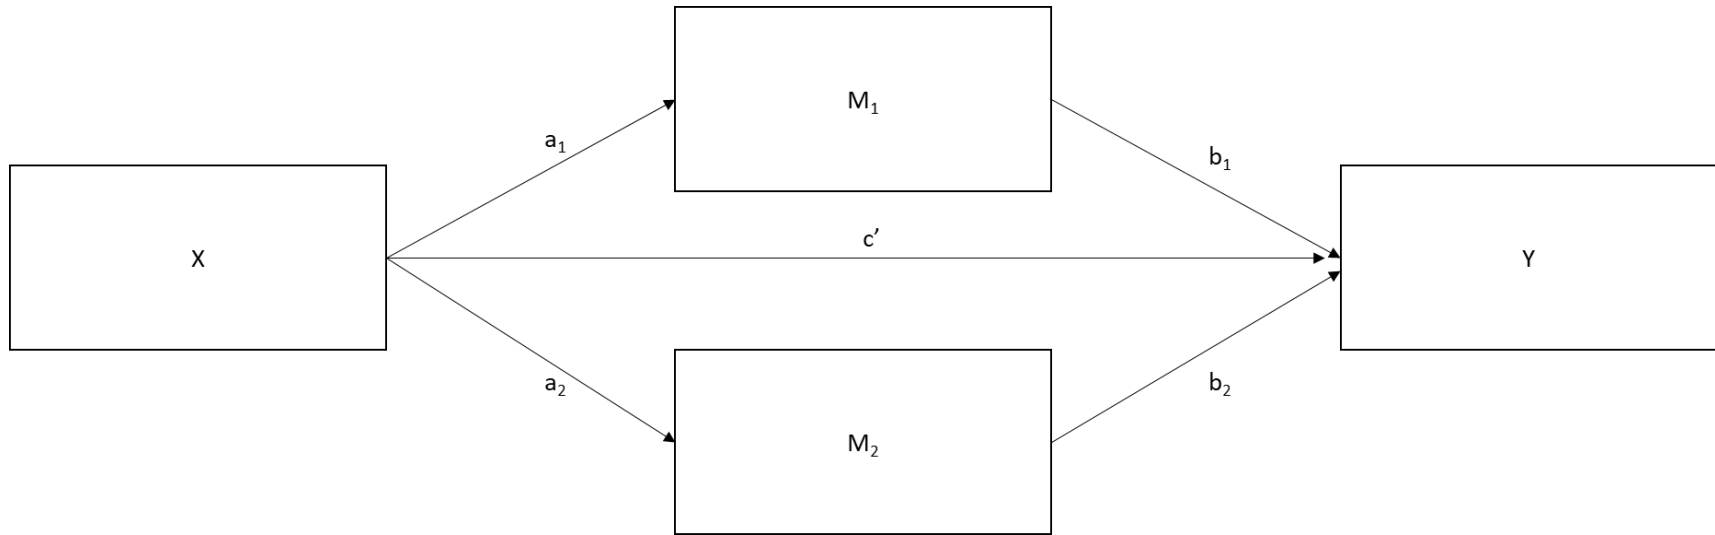 M₁
a₁
b₁
X
c’
Y
a₂
b₂
M₂